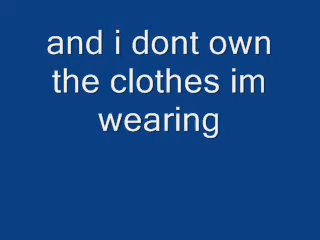 and i dont own
the clothes im
wearing